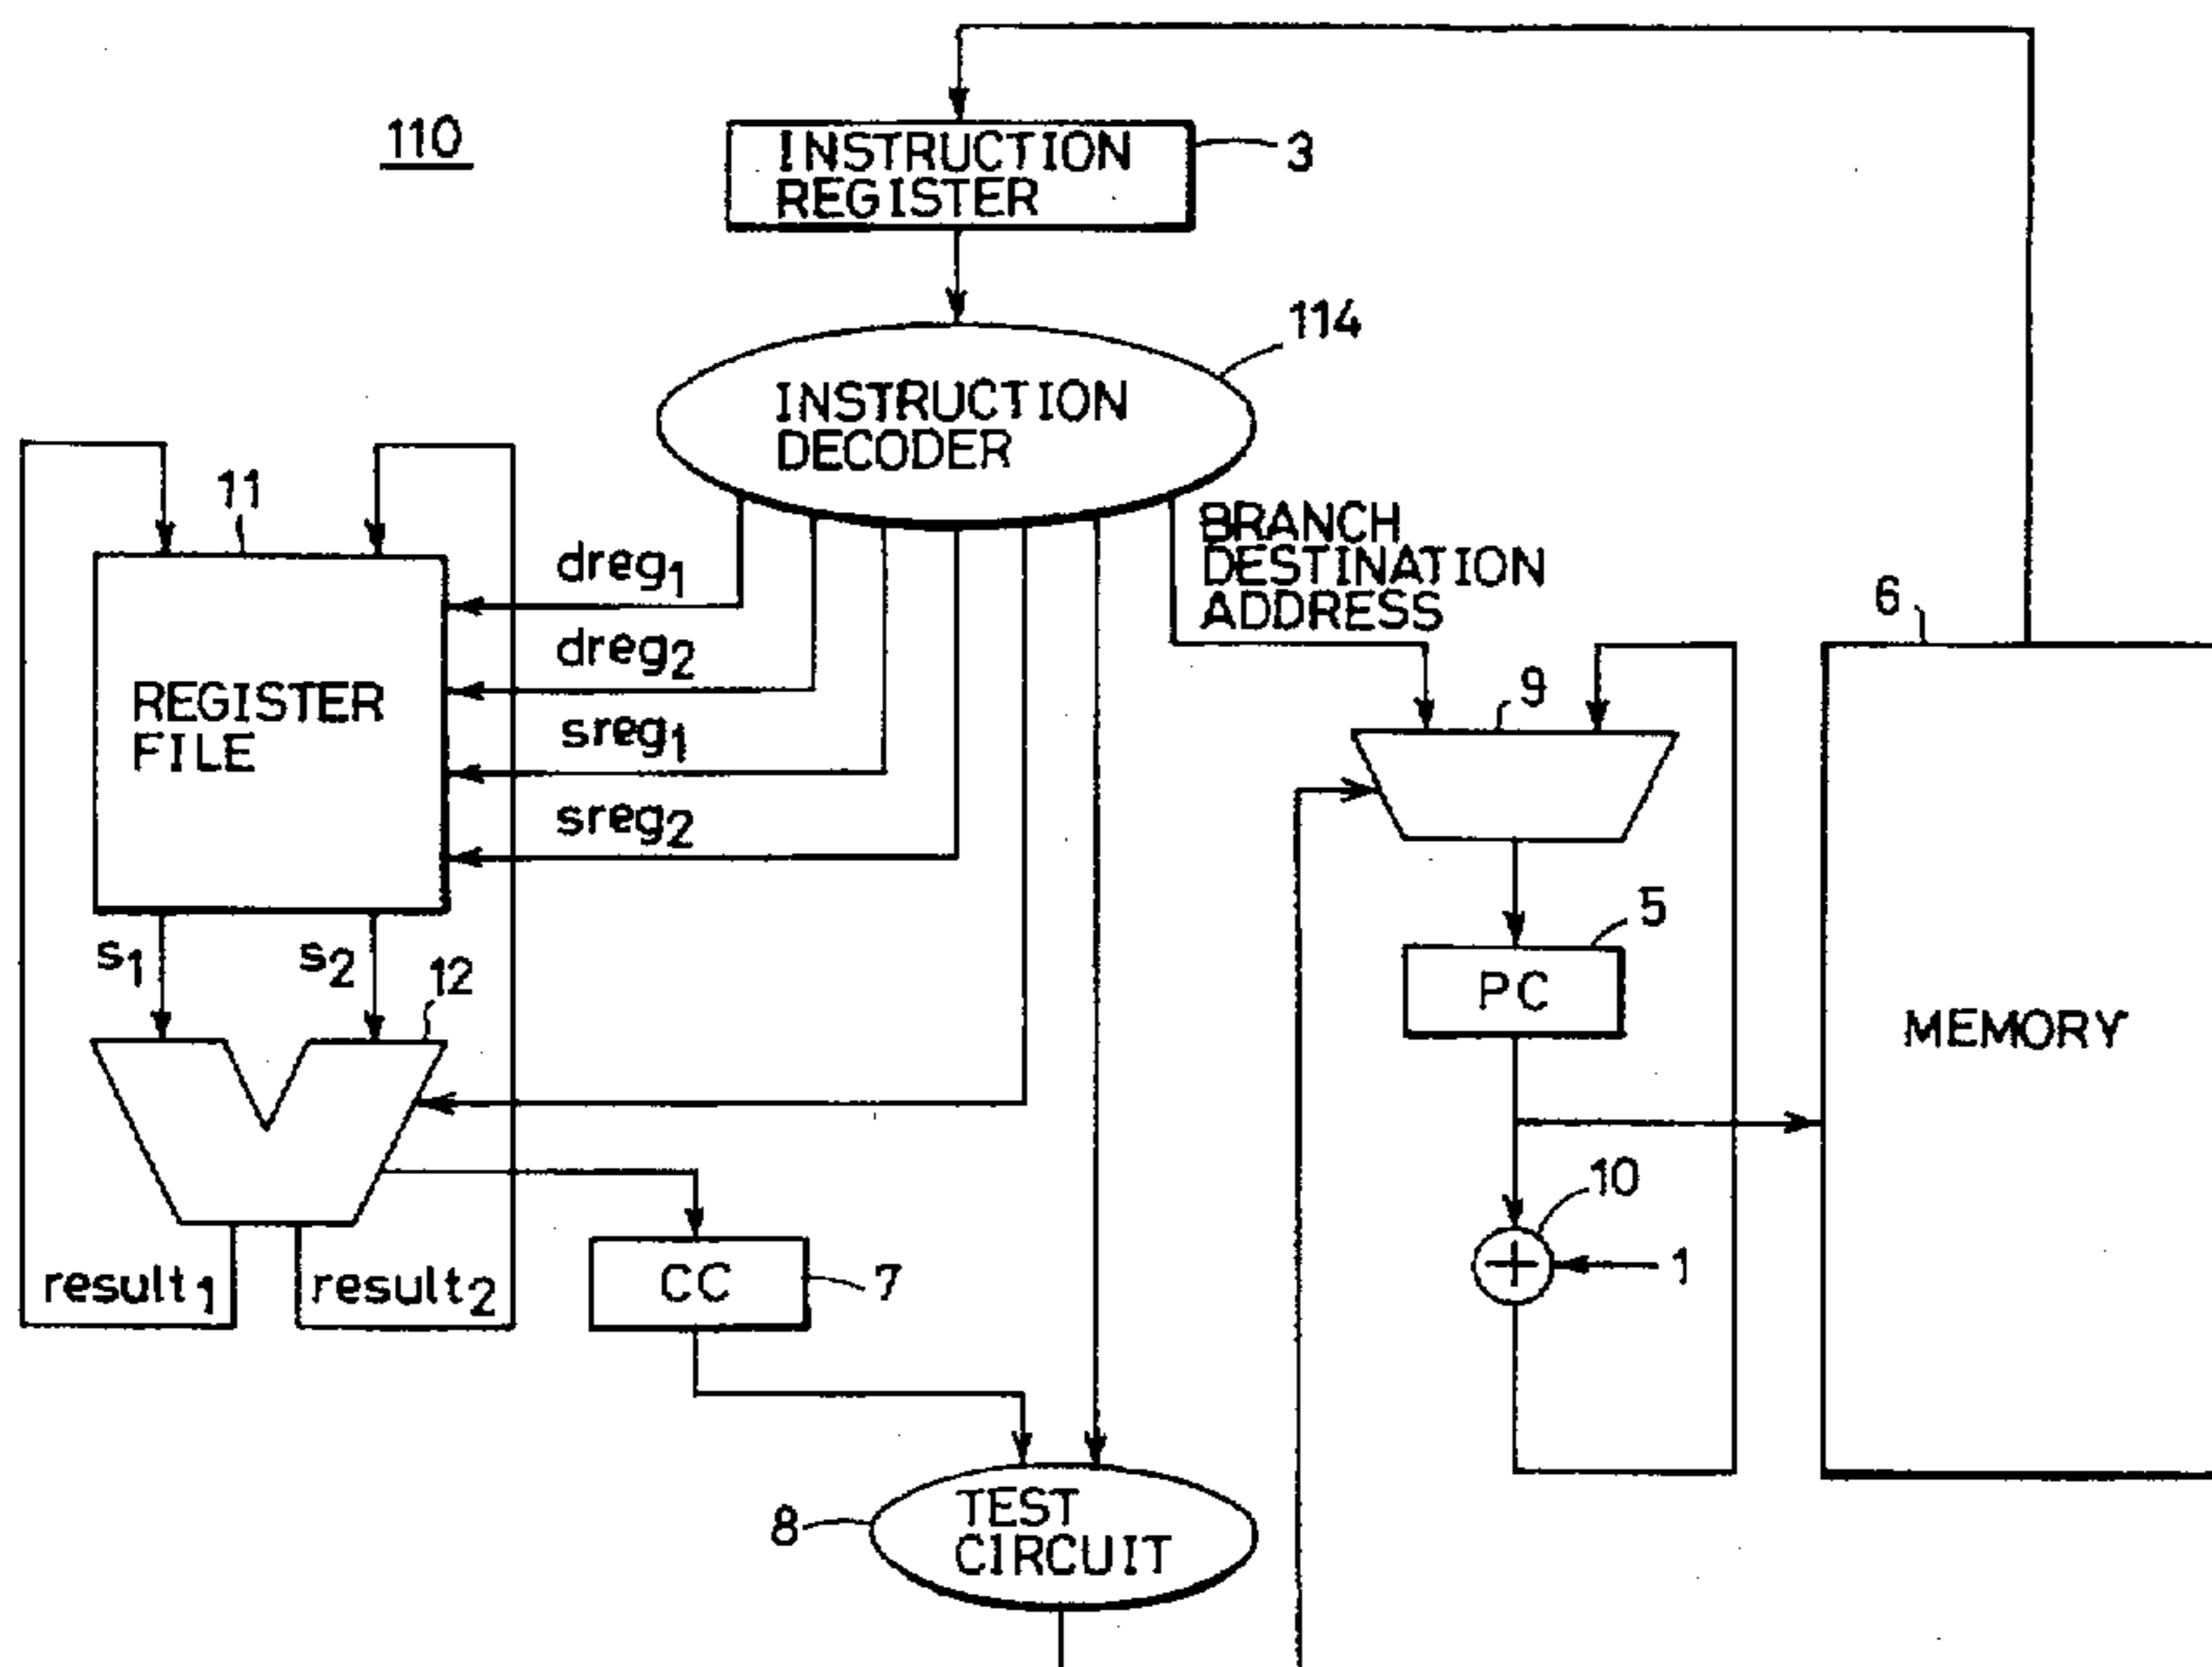 110
INSTRUCTION
REGISTER
3
114
INSTRUCTION
DECODER
11
REGISTER
FILE
dreg1
dreg2
sreg1
sreg2
BRANCH
DESTINATION
ADDRESS
6
9
5
PC
MEMORY
s1
s2
12
10
1
result1
result2
CC
7
8
TEST
CIRCUIT